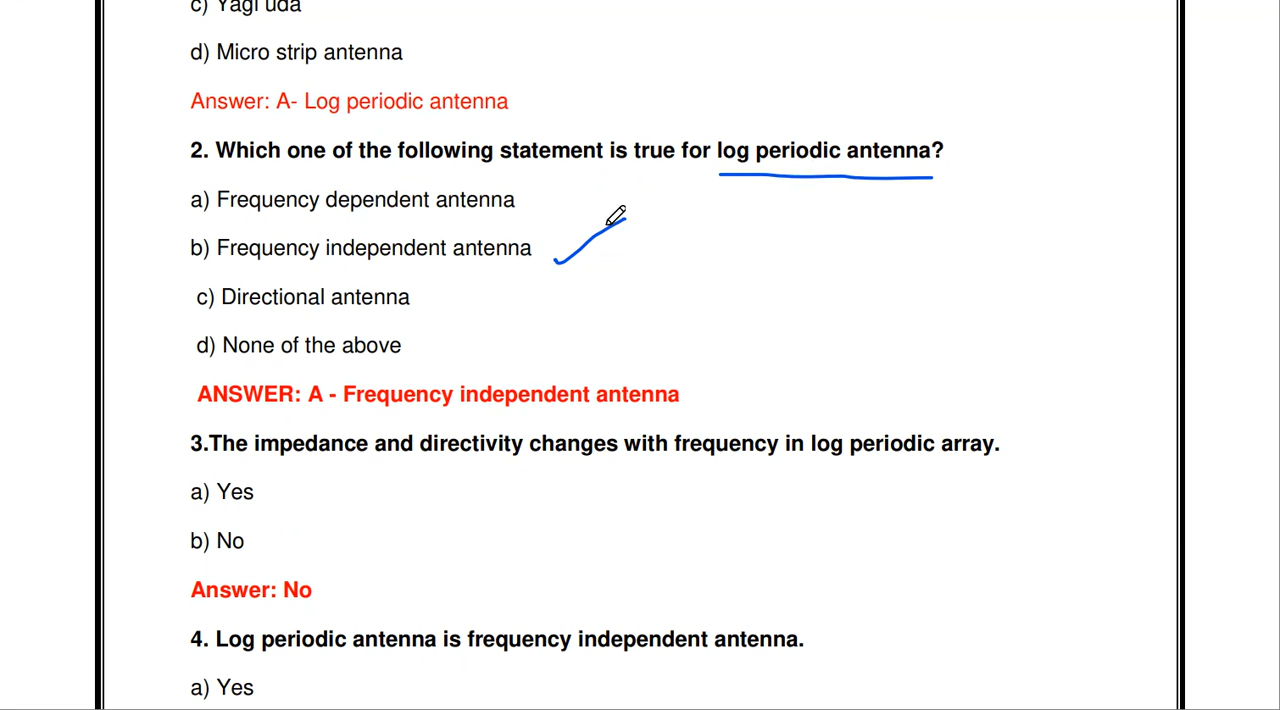 c) Yagi uda
d) Micro strip antenna
Answer: A- Log periodic antenna
2. Which one of the following statement is true for log periodic antenna?
a) Frequency dependent antenna
b) Frequency independent antenna
c) Directional antenna
d) None of the above
ANSWER: A - Frequency independent antenna
3.The impedance and directivity changes with frequency in log periodic array.
a) Yes
b) No
Answer: No
4. Log periodic antenna is frequency independent antenna.
a) Yes